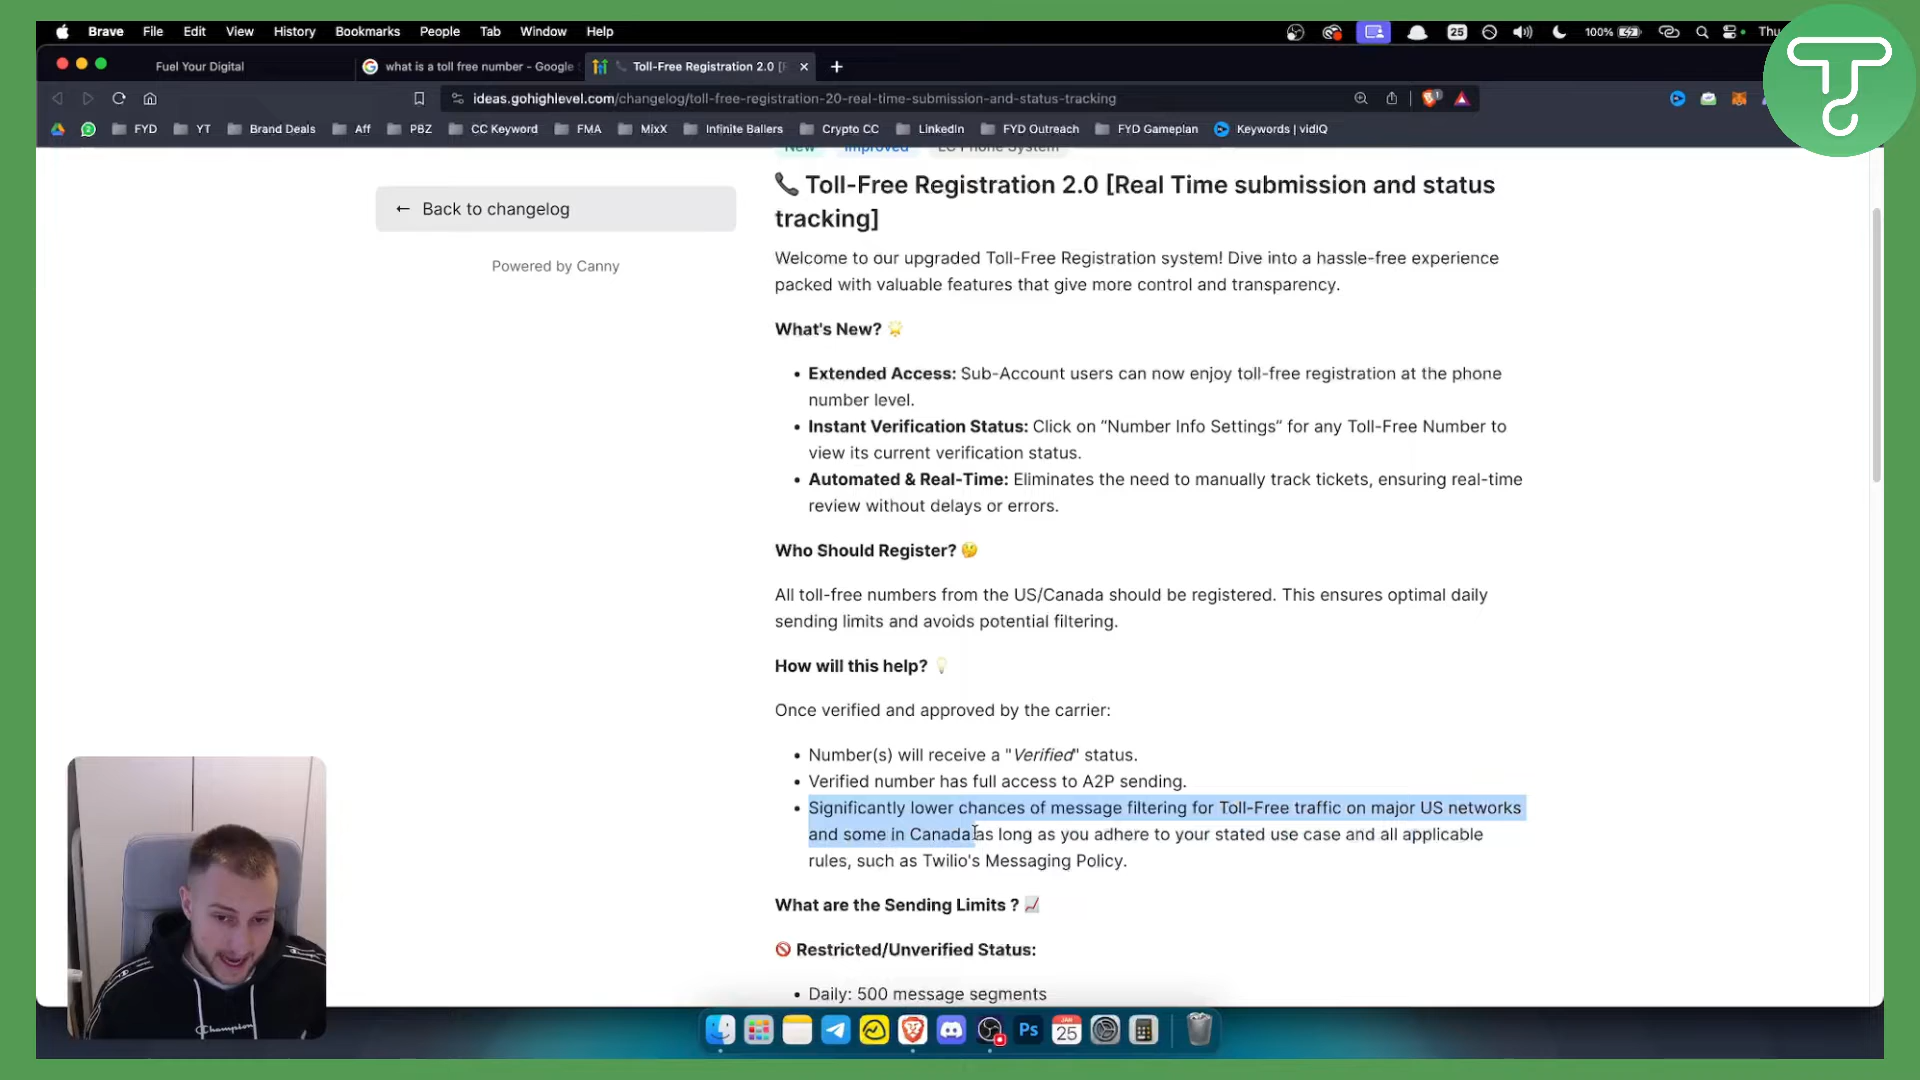 Brave File Edit View History Bookmarks People Tab Window Help 25 100% Thu
Fuel Your Digital what is a toll free number - Google Toll-Free Registration 2.0 [
ideas.gohighlevel.com/changelog/toll-free-registration-20-real-time-submission-and-status-tracking
FYD YT Brand Deals Aff PBZ CC Keyword FMA MixX Infinite Ballers Crypto CC LinkedIn FYD Outreach FYD Gameplan Keywords | vidIQ
New Improved LC Phone System
← Back to changelog
Powered by Canny
Toll-Free Registration 2.0 [Real Time submission and status
tracking]
Welcome to our upgraded Toll-Free Registration system! Dive into a hassle-free experience
packed with valuable features that give more control and transparency.
What's New?
• Extended Access: Sub-Account users can now enjoy toll-free registration at the phone
number level.
• Instant Verification Status: Click on “Number Info Settings” for any Toll-Free Number to
view its current verification status.
• Automated & Real-Time: Eliminates the need to manually track tickets, ensuring real-time
review without delays or errors.
Who Should Register?
All toll-free numbers from the US/Canada should be registered. This ensures optimal daily
sending limits and avoids potential filtering.
How will this help?
Once verified and approved by the carrier:
• Number(s) will receive a "Verified" status.
• Verified number has full access to A2P sending.
• Significantly lower chances of message filtering for Toll-Free traffic on major US networks
and some in Canada as long as you adhere to your stated use case and all applicable
rules, such as Twilio's Messaging Policy.
What are the Sending Limits ?
Restricted/Unverified Status:
• Daily: 500 message segments
Champion
Ps
JAN
25